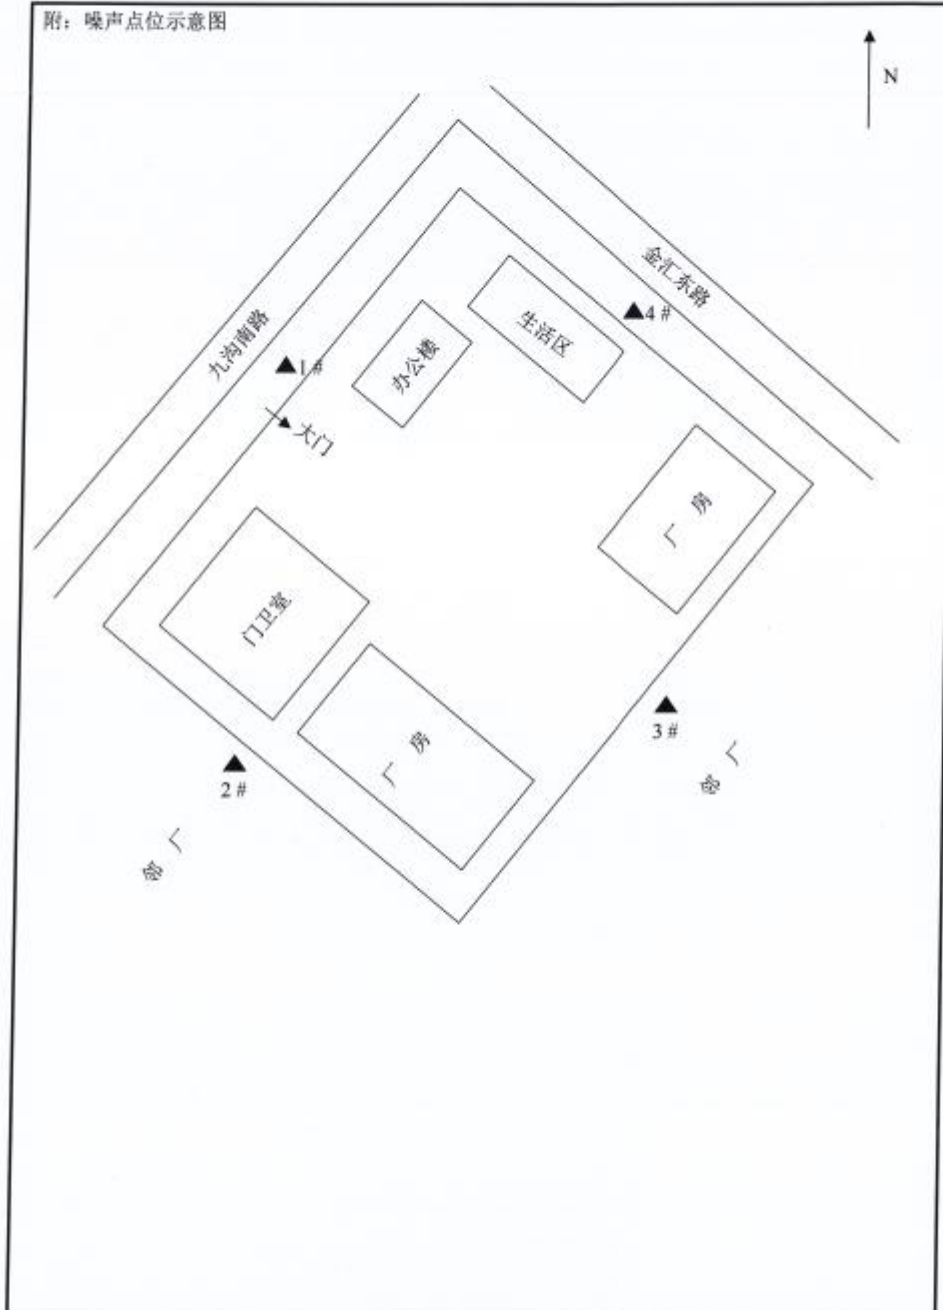 附：噪声点位示意图
N
金汇东路
九沟南路
▲4#
生活区
办公楼
▲1#
大门
厂房
门卫室
厂房
▲
3#
邻厂
▲
2#
邻厂